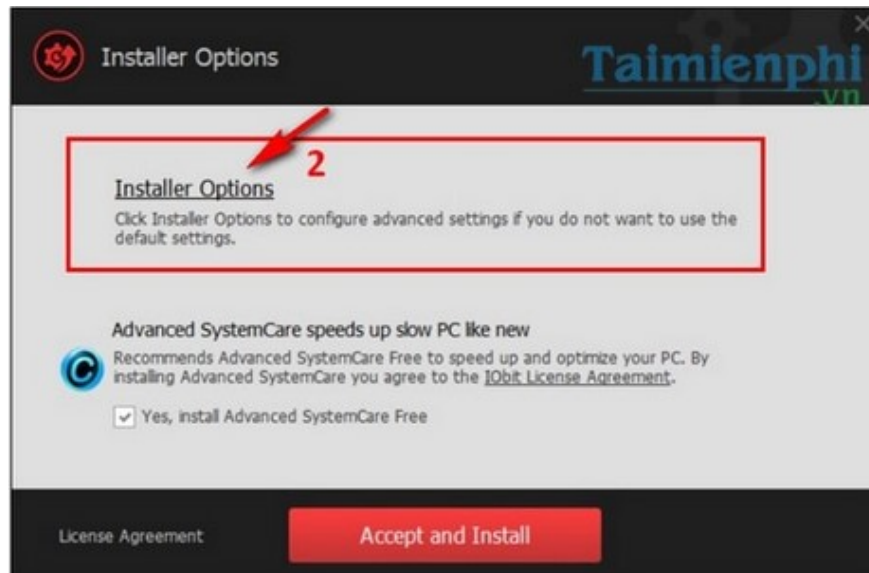 Installer Options
Taimienphi
.vn
2
Installer Options
Click Installer Options to configure advanced settings if you do not want to use the
default settings.
Advanced SystemCare speeds up slow PC like new
Recommends Advanced SystemCare Free to speed up and optimize your PC. By
installing Advanced SystemCare you agree to the IObit License Agreement.
Yes, install Advanced SystemCare Free
License Agreement
Accept and Install